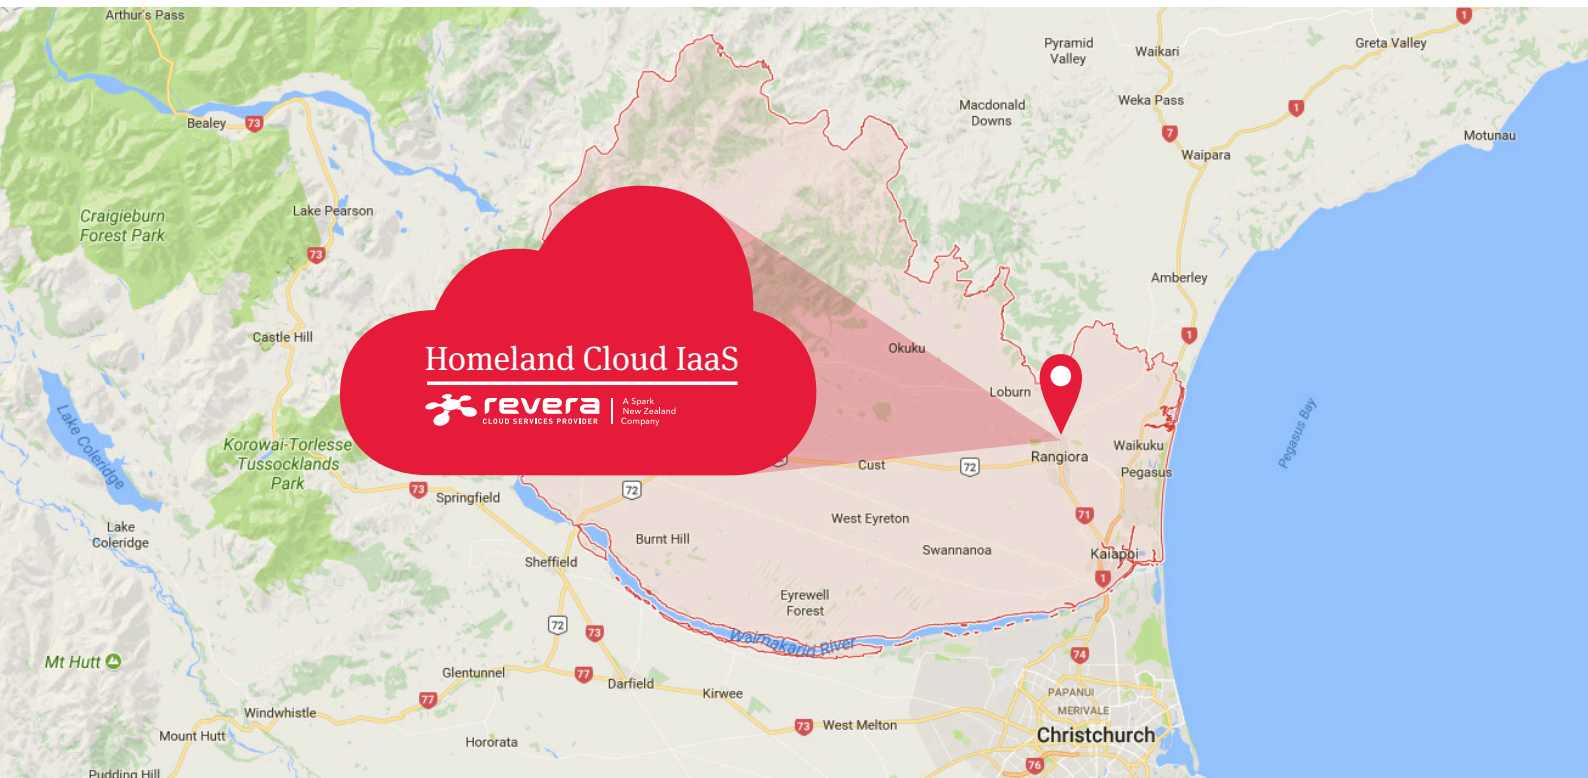 Arthur's Pass
1
Pyramid
Valley
Waikari
Greta Valley
Macdonald
Downs
Weka Pass
1
Bealey
73
7
Motunau
Waipara
Craigieburn
Forest Park
Lake Pearson
73
Amberley
Castle Hill
1
Okuku
Homeland Cloud IaaS
revera
CLOUD SERVICES PROVIDER
A Spark
New Zealand
Company
Loburn
Lake Coleridge
Pegasus Bay
Korowai-Torlesse
Tussocklands
Park
Waikuku
Rangiora
Cust
72
Pegasus
73
Springfield
72
71
West Eyreton
Lake
Coleridge
Burnt Hill
Swannanoa
Kaiapoi
Sheffield
1
Eyrewell
Forest
72
73
Waimakariri River
Mt Hutt
74
Glentunnel
77
Darfield
Kirwee
PAPANUI
77
MERIVALE
Windwhistle
73
West Melton
Mount Hutt
Hororata
Christchurch
76
Pudding Hill